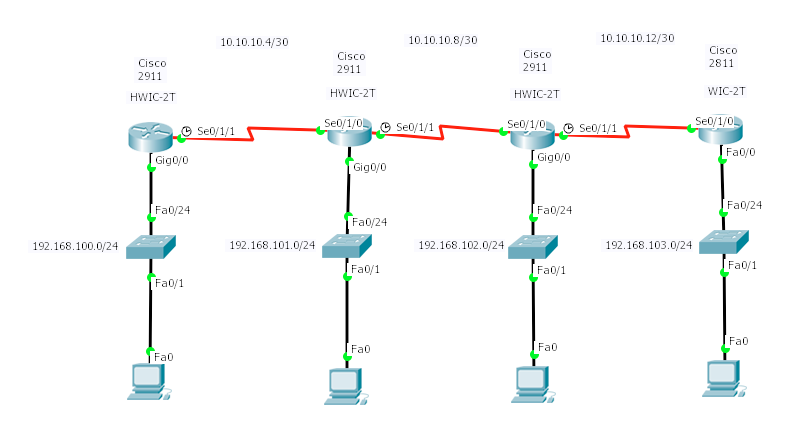 10.10.10.4/30
10.10.10.8/30
10.10.10.12/30
Cisco
2911
HWIC-2T
Cisco
2911
HWIC-2T
Cisco
2911
HWIC-2T
Cisco
2811
WIC-2T
Se0/1/1
Se0/1/0
Se0/1/1
Se0/1/0
Se0/1/1
Se0/1/0
Gig0/0
Gig0/0
Gig0/0
Fa0/0
Fa0/24
Fa0/24
Fa0/24
Fa0/24
192.168.100.0/24
192.168.101.0/24
192.168.102.0/24
192.168.103.0/24
Fa0/1
Fa0/1
Fa0/1
Fa0/1
Fa0
Fa0
Fa0
Fa0